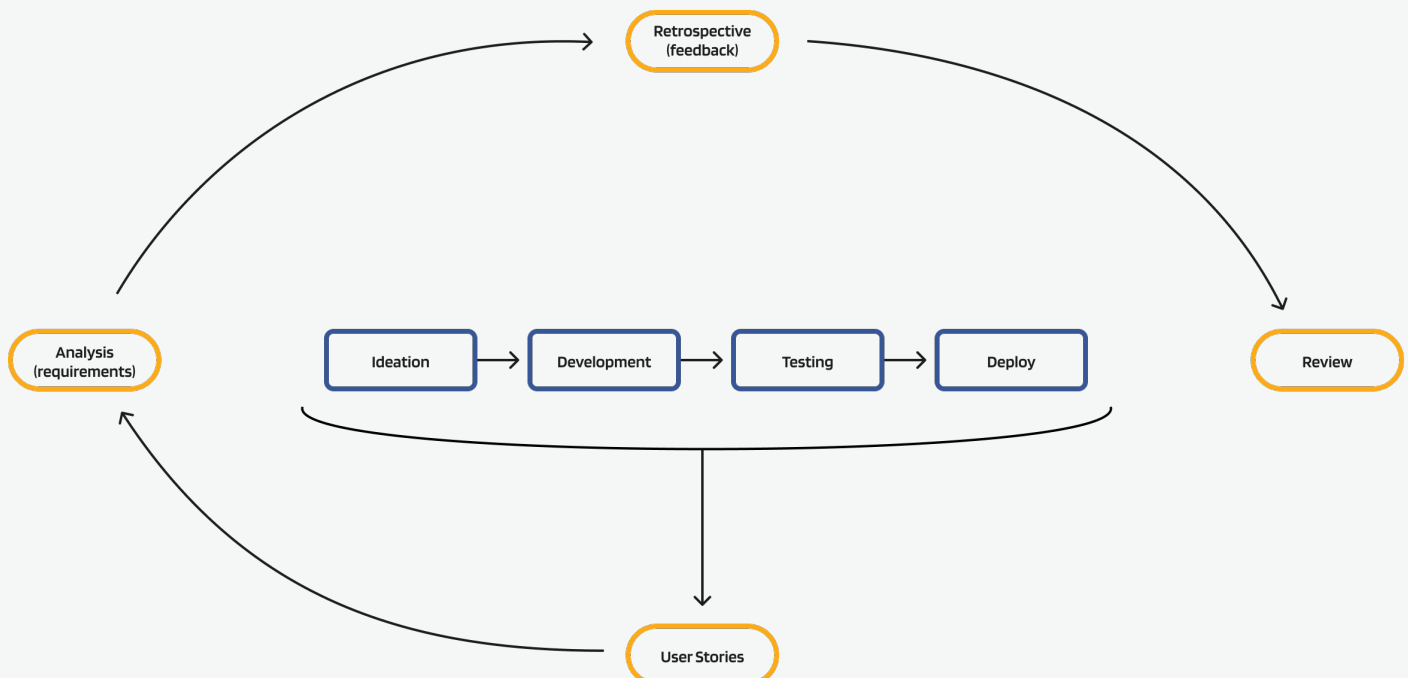 Retrospective
(feedback)
Analysis
(requirements)
Ideation
Development
Testing
Deploy
Review
User Stories